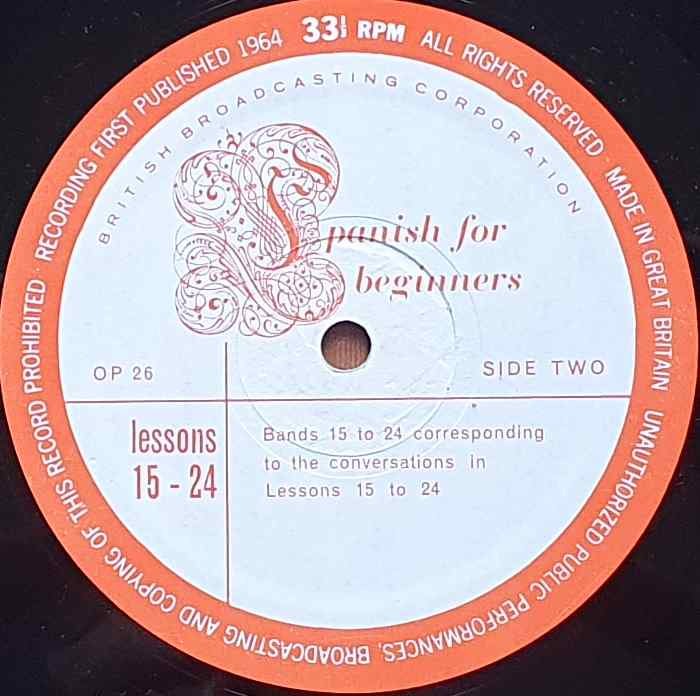 RECORDING FIRST PUBLISHED 1964 33⅓ RPM ALL RIGHTS RESERVED · MADE IN GREAT BRITAIN
UNAUTHORIZED PUBLIC PERFORMANCES, BROADCASTING AND COPYING OF THIS RECORD PROHIBITED ·
BRITISH BROADCASTING CORPORATION
Spanish for
beginners
OP 26
SIDE TWO
lessons
15 - 24
Bands 15 to 24 corresponding
to the conversations in
Lessons 15 to 24